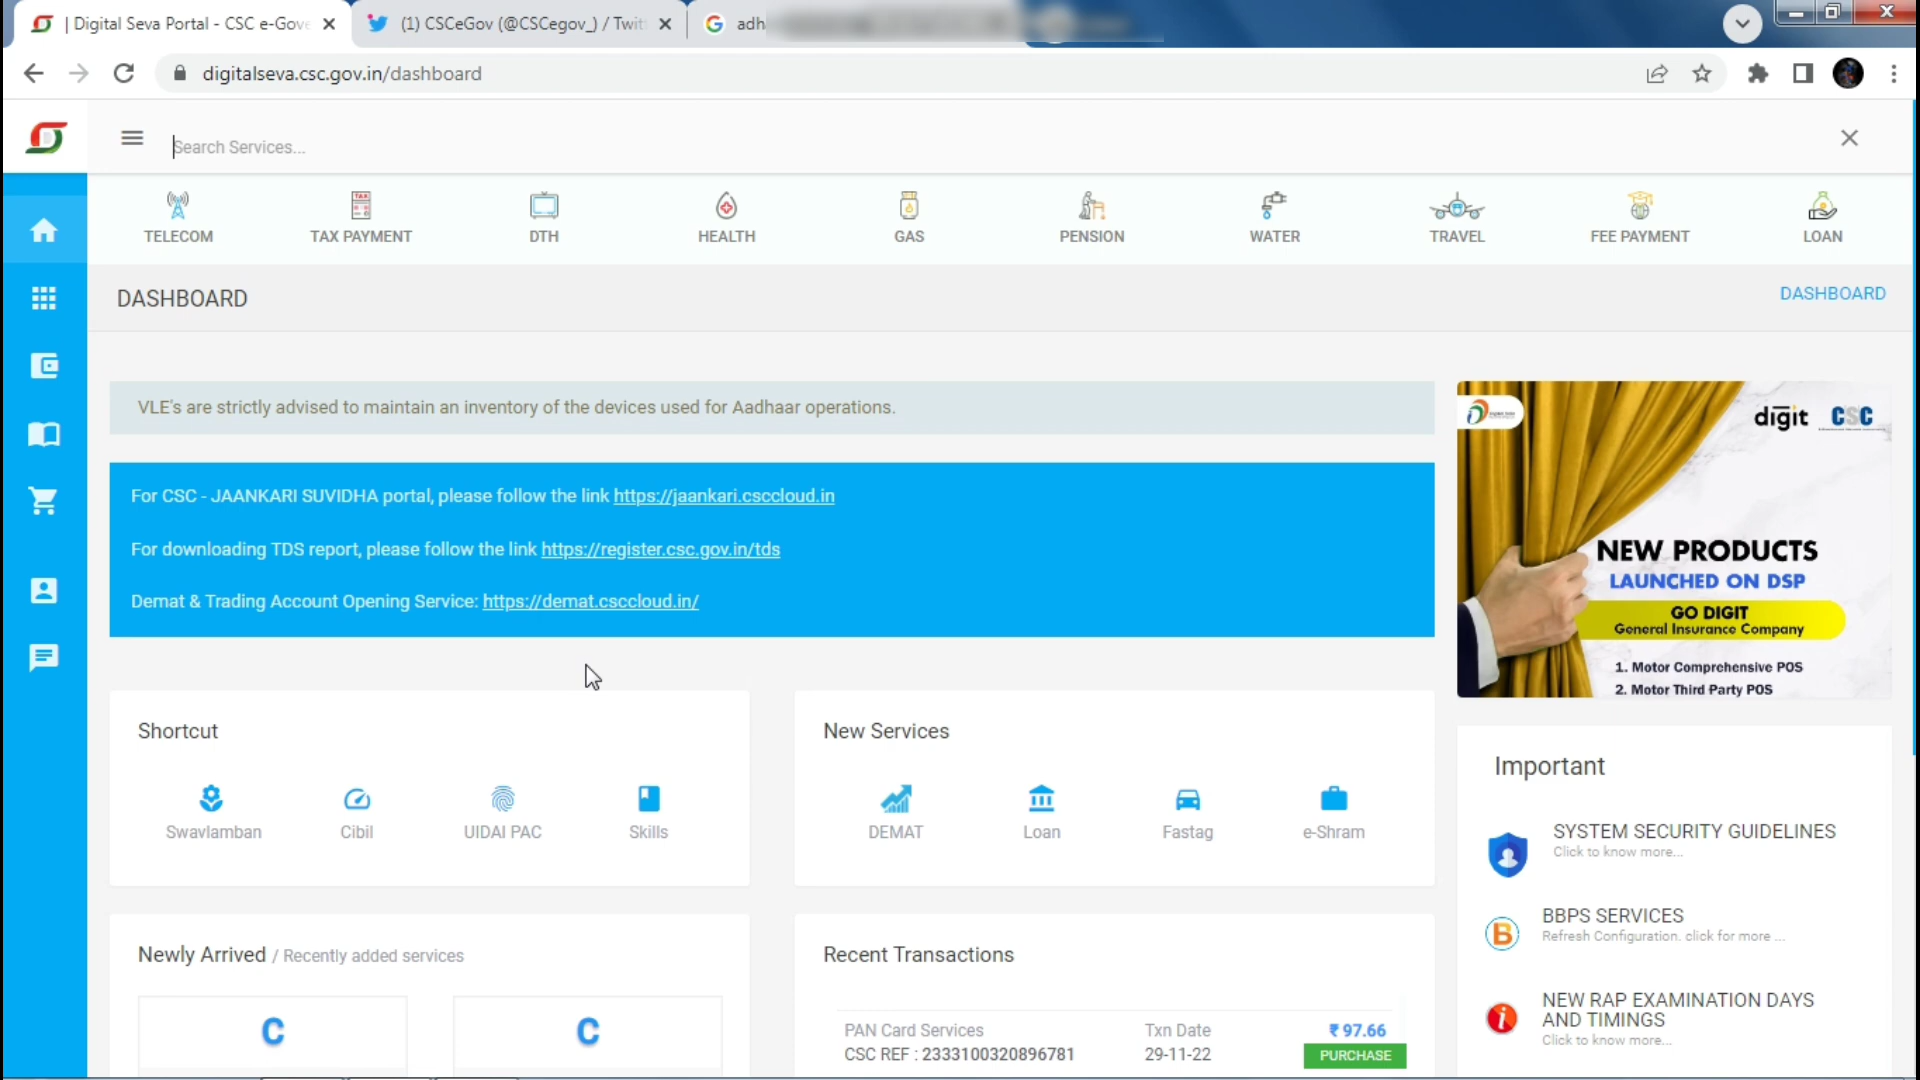 | Digital Seva Portal - CSC e-Gove
(1) CSCeGov (@CSCegov_) / Twit
adh
digitalseva.csc.gov.in/dashboard
Search Services...
TELECOM
TAX PAYMENT
DTH
HEALTH
GAS
PENSION
WATER
TRAVEL
FEE PAYMENT
LOAN
DASHBOARD
DASHBOARD
VLE's are strictly advised to maintain an inventory of the devices used for Aadhaar operations.
For CSC - JAANKARI SUVIDHA portal, please follow the link https://jaankari.csccloud.in
For downloading TDS report, please follow the link https://register.csc.gov.in/tds
Demat & Trading Account Opening Service: https://demat.csccloud.in/
digit CSC
NEW PRODUCTS
LAUNCHED ON DSP
GO DIGIT
General Insurance Company
1. Motor Comprehensive POS
2. Motor Third Party POS
Shortcut
Swavlamban
Cibil
UIDAI PAC
Skills
New Services
DEMAT
Loan
Fastag
e-Shram
Important
SYSTEM SECURITY GUIDELINES
Click to know more...
BBPS SERVICES
Refresh Configuration. click for more ...
NEW RAP EXAMINATION DAYS
AND TIMINGS
Click to know more...
Newly Arrived / Recently added services
C
C
Recent Transactions
PAN Card Services
CSC REF : 2333100320896781
Txn Date
29-11-22
₹ 97.66
PURCHASE